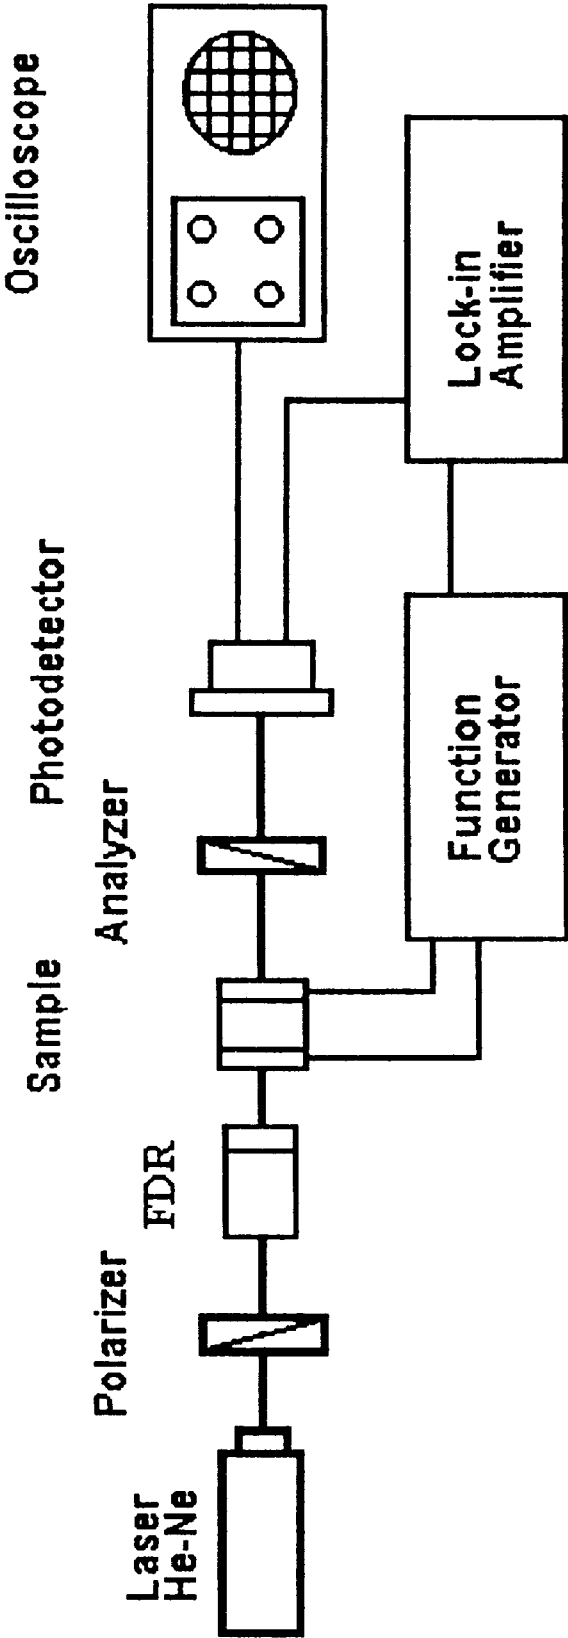 Laser
He-Ne
Polarizer
FDR
Sample
Analyzer
Photodetector
Oscilloscope
Function
Generator
Lock-in
Amplifier